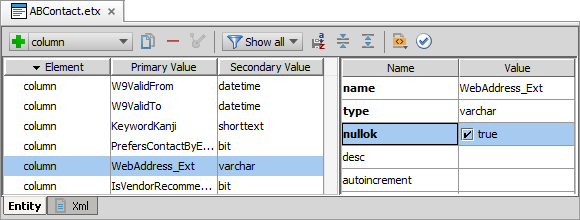 ABContact.etx
column
Show all
Element Primary Value Secondary Value
column W9ValidFrom datetime
column W9ValidTo datetime
column KeywordKanji shorttext
column PrefersContactByE... bit
column WebAddress_Ext varchar
column IsVendorRecomme... bit
Name Value
name WebAddress_Ext
type varchar
nullok true
desc
autoincrement
Entity Xml